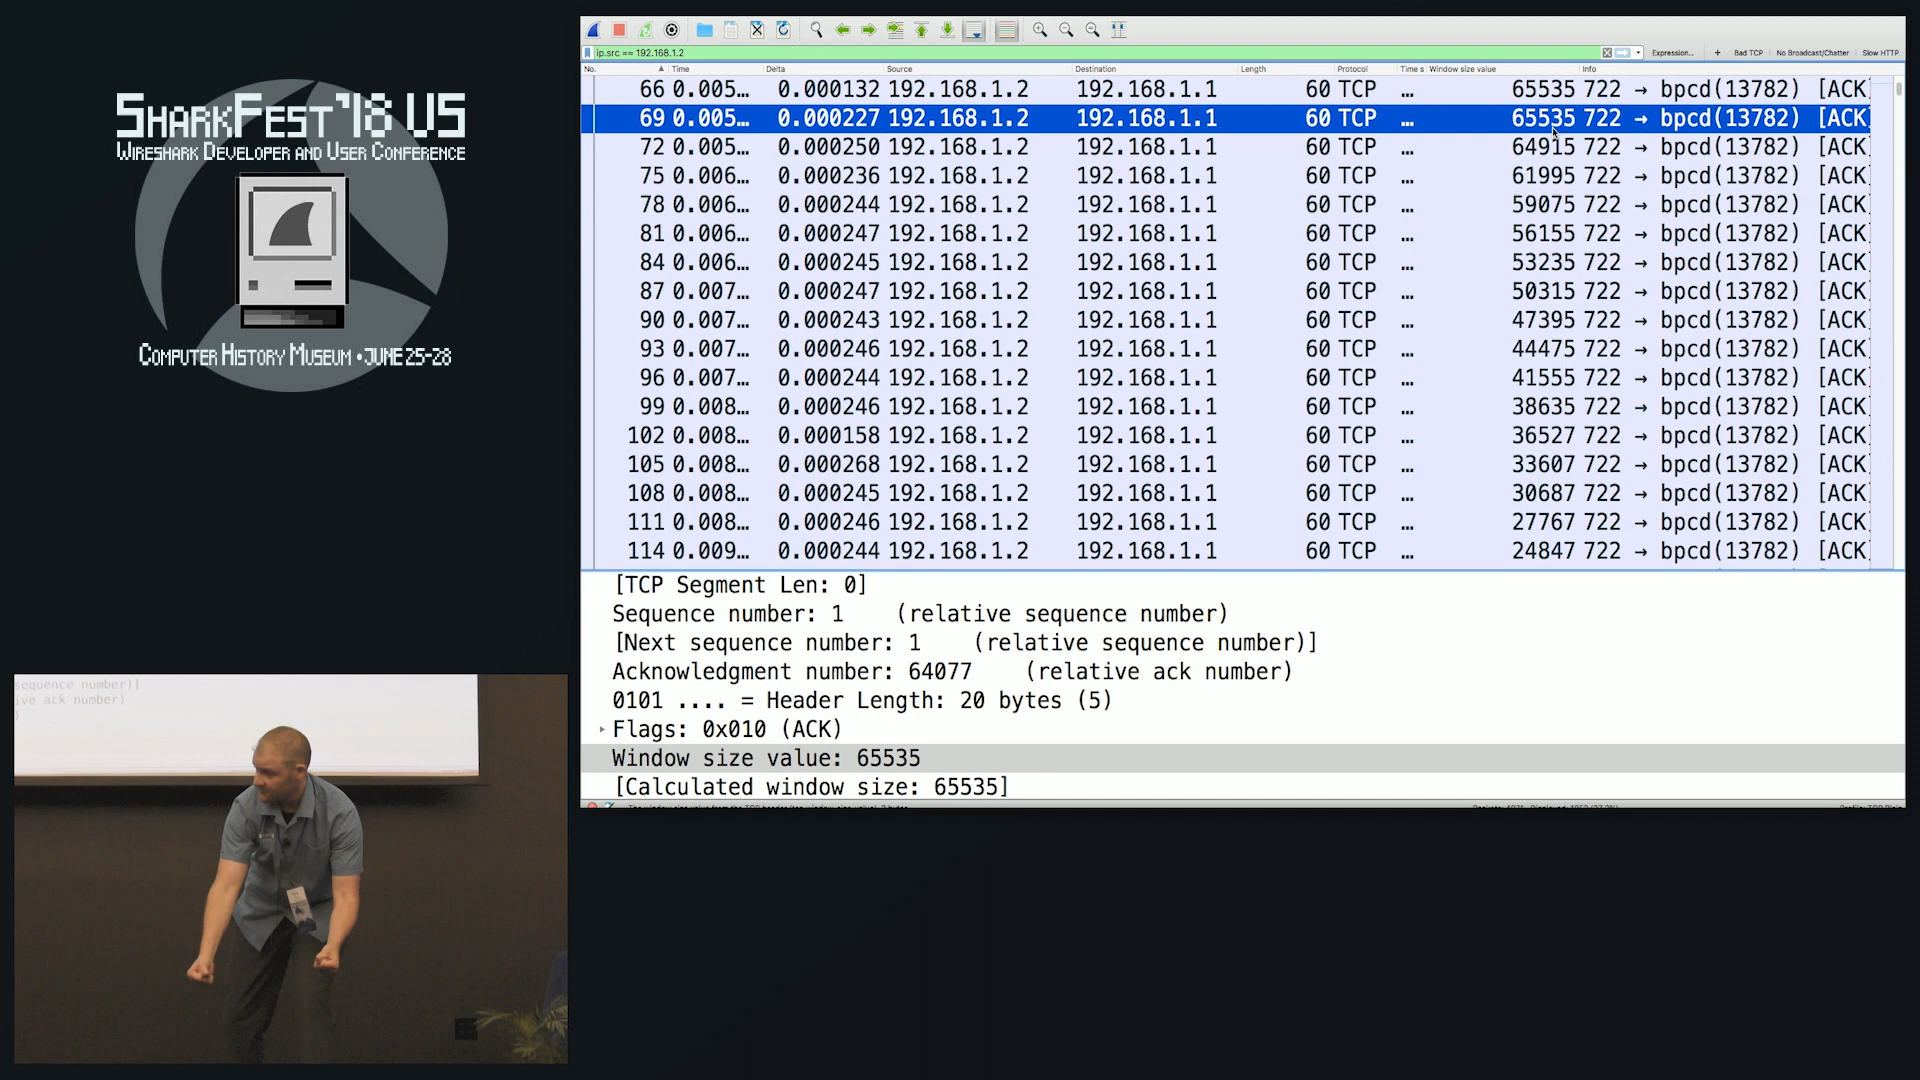 SHARKFEST '18 US
WIRESHARK DEVELOPER AND USER CONFERENCE
COMPUTER HISTORY MUSEUM • JUNE 25-28
ip.src == 192.168.1.2
Expression... + Bad TCP No Broadcast/Chatter Slow HTTP
No. Time Delta Source Destination Length Protocol Time s Window size value Info
66 0.005… 0.000132 192.168.1.2 192.168.1.1 60 TCP … 65535 722 → bpcd(13782) [ACK]
69 0.005… 0.000227 192.168.1.2 192.168.1.1 60 TCP … 65535 722 → bpcd(13782) [ACK]
72 0.005… 0.000250 192.168.1.2 192.168.1.1 60 TCP … 64915 722 → bpcd(13782) [ACK]
75 0.006… 0.000236 192.168.1.2 192.168.1.1 60 TCP … 61995 722 → bpcd(13782) [ACK]
78 0.006… 0.000244 192.168.1.2 192.168.1.1 60 TCP … 59075 722 → bpcd(13782) [ACK]
81 0.006… 0.000247 192.168.1.2 192.168.1.1 60 TCP … 56155 722 → bpcd(13782) [ACK]
84 0.006… 0.000245 192.168.1.2 192.168.1.1 60 TCP … 53235 722 → bpcd(13782) [ACK]
87 0.007… 0.000247 192.168.1.2 192.168.1.1 60 TCP … 50315 722 → bpcd(13782) [ACK]
90 0.007… 0.000243 192.168.1.2 192.168.1.1 60 TCP … 47395 722 → bpcd(13782) [ACK]
93 0.007… 0.000246 192.168.1.2 192.168.1.1 60 TCP … 44475 722 → bpcd(13782) [ACK]
96 0.007… 0.000244 192.168.1.2 192.168.1.1 60 TCP … 41555 722 → bpcd(13782) [ACK]
99 0.008… 0.000246 192.168.1.2 192.168.1.1 60 TCP … 38635 722 → bpcd(13782) [ACK]
102 0.008… 0.000158 192.168.1.2 192.168.1.1 60 TCP … 36527 722 → bpcd(13782) [ACK]
105 0.008… 0.000268 192.168.1.2 192.168.1.1 60 TCP … 33607 722 → bpcd(13782) [ACK]
108 0.008… 0.000245 192.168.1.2 192.168.1.1 60 TCP … 30687 722 → bpcd(13782) [ACK]
111 0.008… 0.000246 192.168.1.2 192.168.1.1 60 TCP … 27767 722 → bpcd(13782) [ACK]
114 0.009… 0.000244 192.168.1.2 192.168.1.1 60 TCP … 24847 722 → bpcd(13782) [ACK]
[TCP Segment Len: 0]
Sequence number: 1 (relative sequence number)
[Next sequence number: 1 (relative sequence number)]
Acknowledgment number: 64077 (relative ack number)
0101 .... = Header Length: 20 bytes (5)
Flags: 0x010 (ACK)
Window size value: 65535
[Calculated window size: 65535]
sequence number)]
ive ack number)